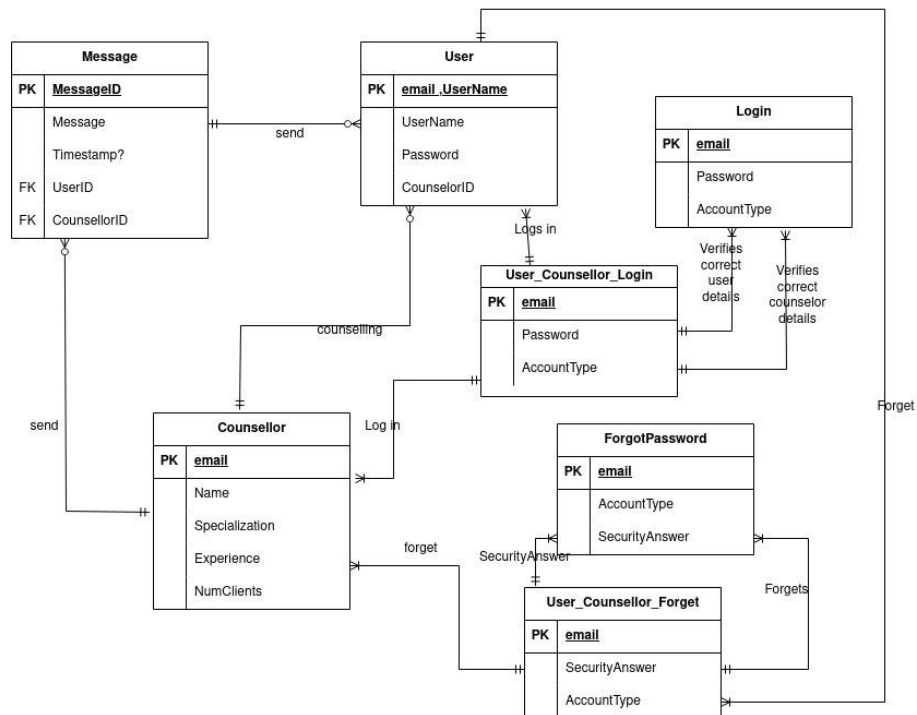 Message
PK MessageID
Message
Timestamp?
FK UserID
FK CounsellorID
send
User
PK email ,UserName
UserName
Password
CounselorID
Login
PK email
Password
AccountType
Logs in
Verifies
correct
user
details
Verifies
correct
counselor
details
User_Counsellor_Login
PK email
Password
AccountType
counselling
send
Log in
Forget
Counsellor
PK email
Name
Specialization
Experience
NumClients
forget
ForgotPassword
PK email
AccountType
SecurityAnswer
SecurityAnswer
Forgets
User_Counsellor_Forget
PK email
SecurityAnswer
AccountType